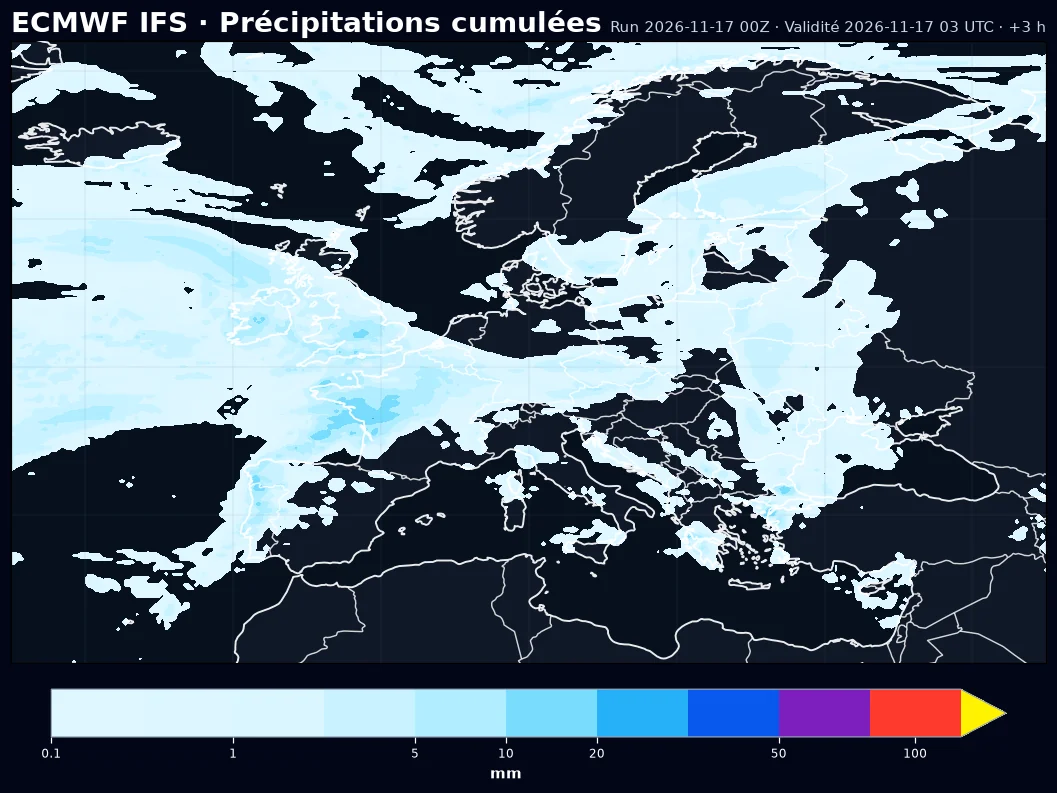 ECMWF IFS · Précipitations cumulées Run 2026-11-17 00Z · Validité 2026-11-17 03 UTC · +3 h
0.1 1 5 10 20 50 100
mm